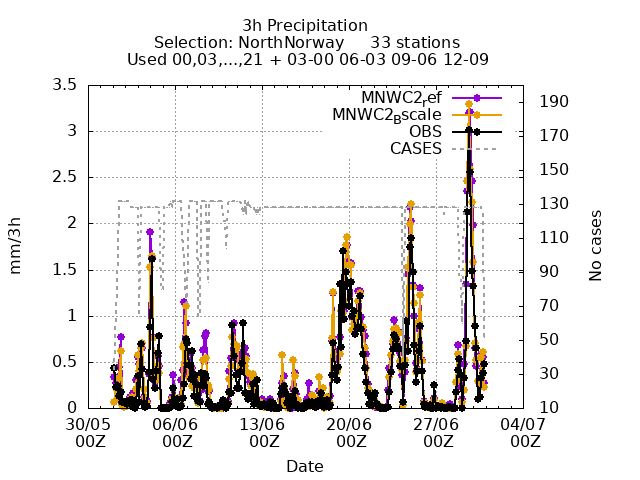 3h Precipitation
Selection: NorthNorway 33 stations
Used 00,03,...,21 + 03-00 06-03 09-06 12-09
MNWC2ref
MNWC2Bscale
OBS
CASES
mm/3h
3.5
3
2.5
2
1.5
1
0.5
0
No cases
190
170
150
130
110
90
70
50
30
10
30/05 06/06 13/06 20/06 27/06 04/07
00Z 00Z 00Z 00Z 00Z 00Z
Date